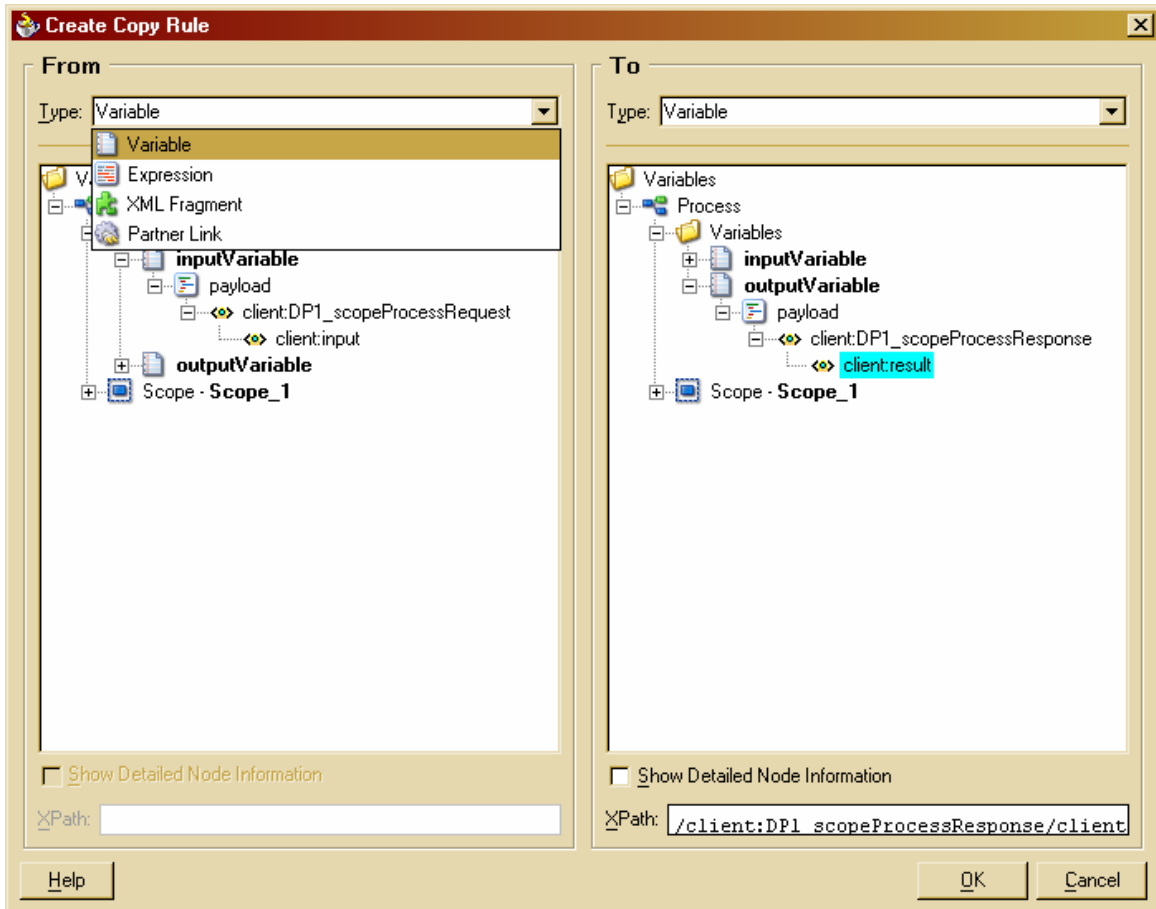 Create Copy Rule
From
Type: Variable
Variable
Expression
XML Fragment
Partner Link
inputVariable
payload
client:DP1_scopeProcessRequest
client:input
outputVariable
Scope - Scope_1
Show Detailed Node Information
XPath:
To
Type: Variable
Variables
Process
Variables
inputVariable
outputVariable
payload
client:DP1_scopeProcessResponse
client:result
Scope - Scope_1
Show Detailed Node Information
XPath: /client:DP1_scopeProcessResponse/client
Help
OK
Cancel